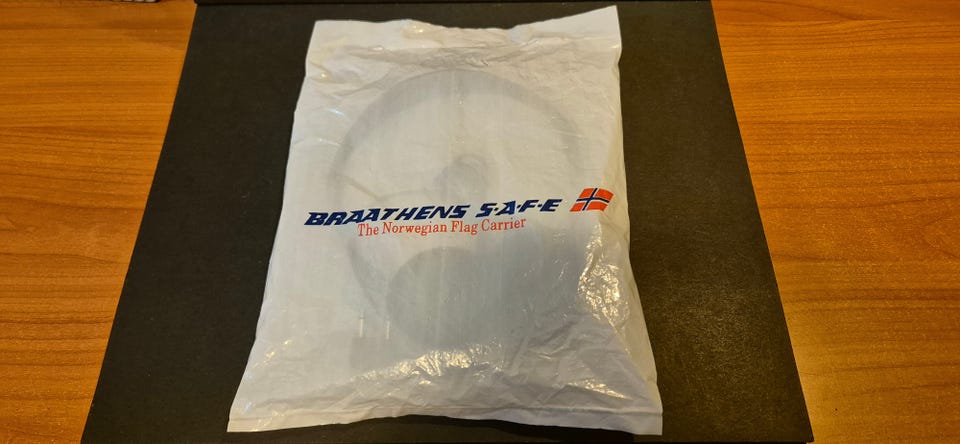 BRAATHENS S·A·F·E
The Norwegian Flag Carrier